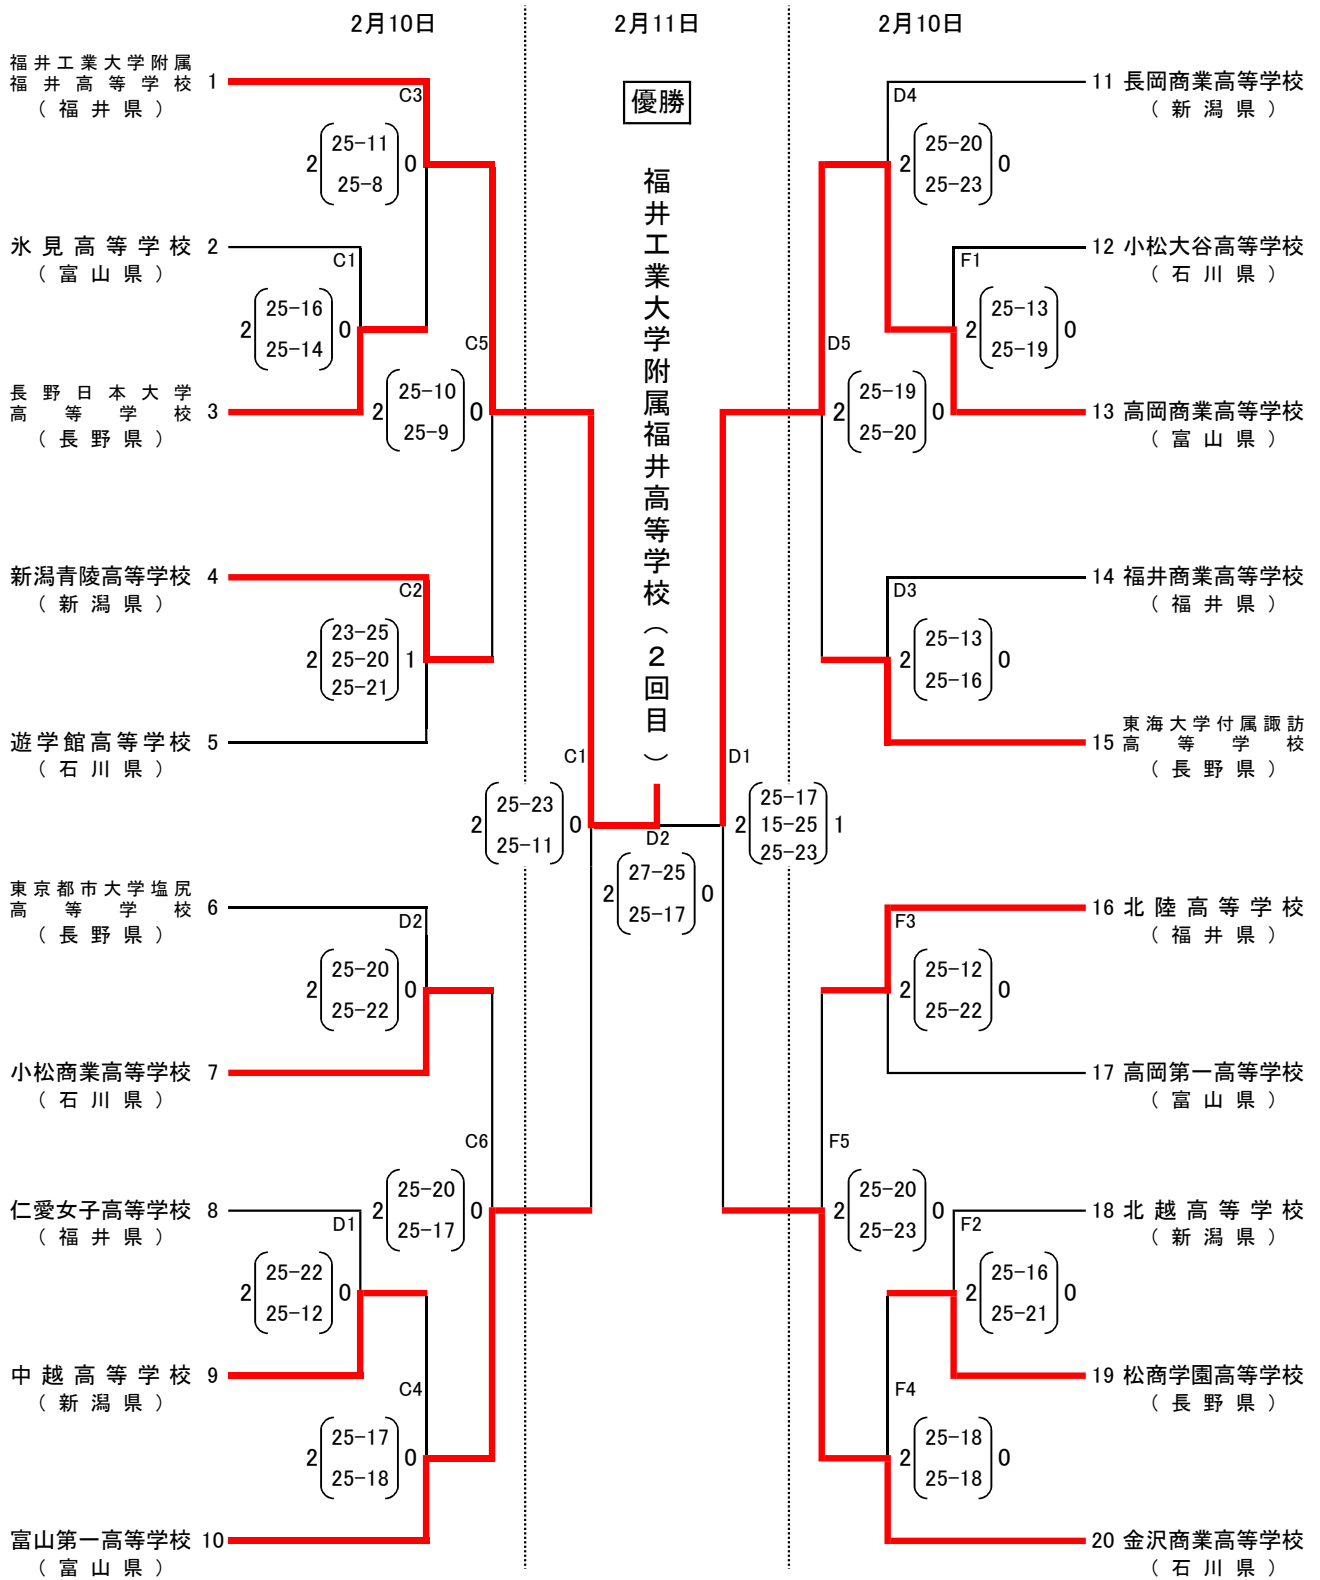 2月10日
2月11日
2月10日
優勝
福井工業大学附属福井高等学校（２回目）
福井工業大学附属
福井高等学校
1
（福井県）
C3
2
25-11
25-8
0
氷見高等学校 2
（富山県）
C1
2
25-16
25-14
0
長野日本大学
高等学校
3
（長野県）
C5
2
25-10
25-9
0
新潟青陵高等学校 4
（新潟県）
C2
2
23-25
25-20
25-21
1
遊学館高等学校 5
（石川県）
C1
2
25-23
25-11
0
東京都市大学塩尻
高等学校
6
（長野県）
D2
2
25-20
25-22
0
小松商業高等学校 7
（石川県）
C6
2
25-20
25-17
0
仁愛女子高等学校 8
（福井県）
D1
2
25-22
25-12
0
中越高等学校 9
（新潟県）
C4
2
25-17
25-18
0
富山第一高等学校 10
（富山県）
D2
2
27-25
25-17
0
11 長岡商業高等学校
（新潟県）
D4
2
25-20
25-23
0
12 小松大谷高等学校
（石川県）
F1
2
25-13
25-19
0
13 高岡商業高等学校
（富山県）
D5
2
25-19
25-20
0
14 福井商業高等学校
（福井県）
D3
2
25-13
25-16
0
15
東海大学付属諏訪
高等学校
（長野県）
D1
2
25-17
15-25
25-23
1
16 北陸高等学校
（福井県）
F3
2
25-12
25-22
0
17 高岡第一高等学校
（富山県）
F5
2
25-20
25-23
0
18 北越高等学校
（新潟県）
F2
2
25-16
25-21
0
19 松商学園高等学校
（長野県）
F4
2
25-18
25-18
0
20 金沢商業高等学校
（石川県）